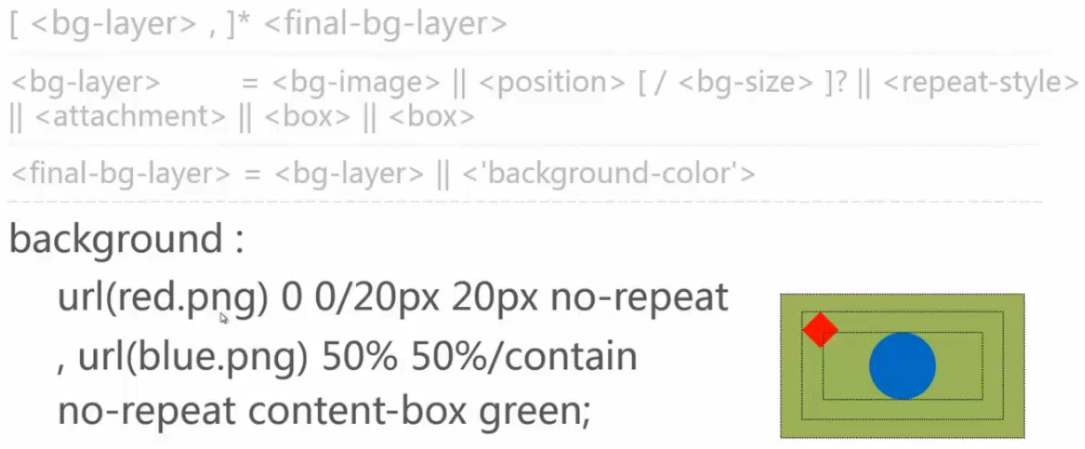 [ <bg-layer> , ]* <final-bg-layer>
<bg-layer> = <bg-image> || <position> [ / <bg-size> ]? || <repeat-style>
|| <attachment> || <box> || <box>
<final-bg-layer> = <bg-layer> || <'background-color'>
background :
url(red.png) 0 0/20px 20px no-repeat
, url(blue.png) 50% 50%/contain
no-repeat content-box green;